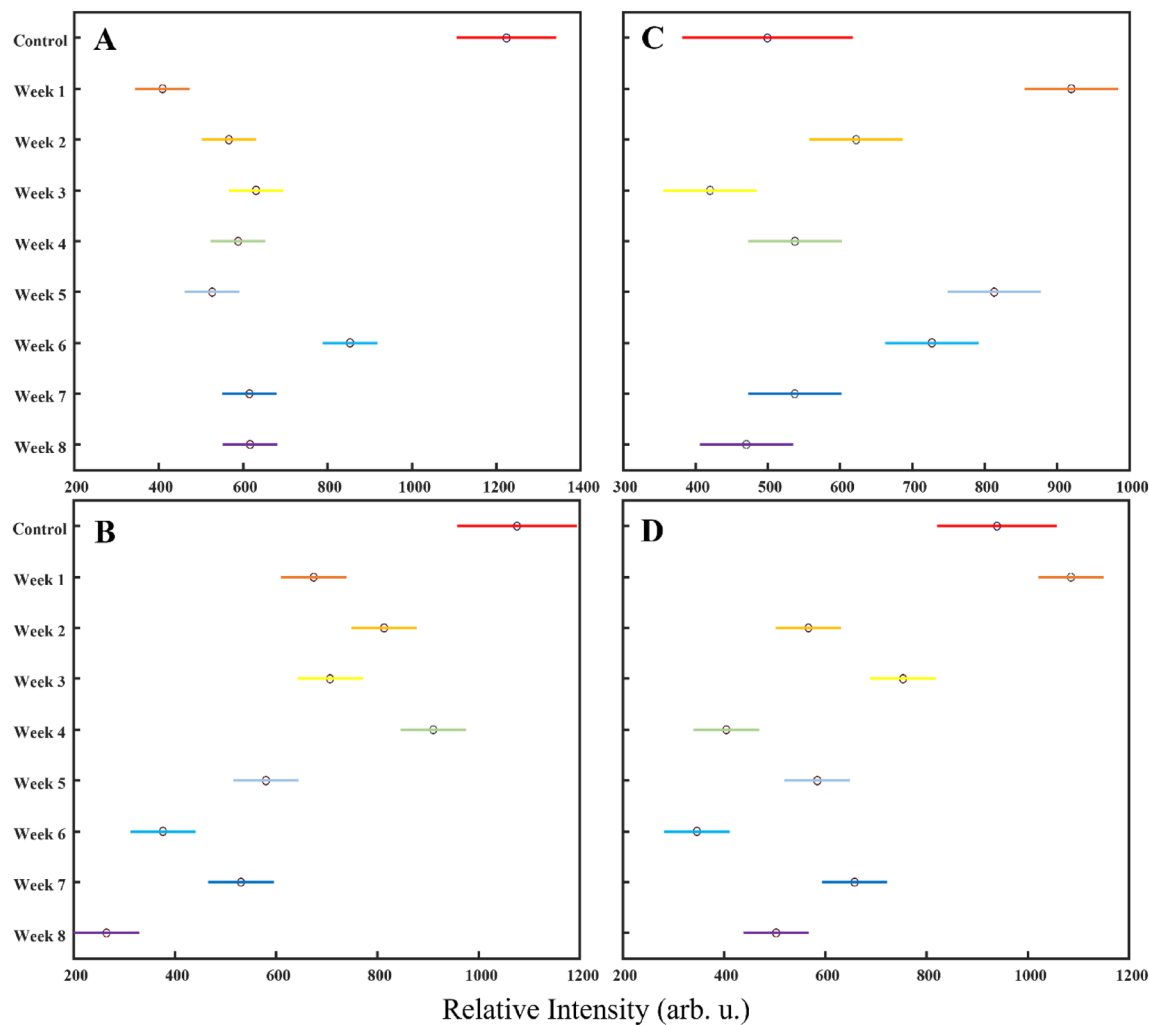 A
C
Control
Week 1
Week 2
Week 3
Week 4
Week 5
Week 6
Week 7
Week 8
200 400 600 800 1000 1200 1400
300 400 500 600 700 800 900 1000
B
D
Control
Week 1
Week 2
Week 3
Week 4
Week 5
Week 6
Week 7
Week 8
200 400 600 800 1000 1200
200 400 600 800 1000 1200
Relative Intensity (arb. u.)